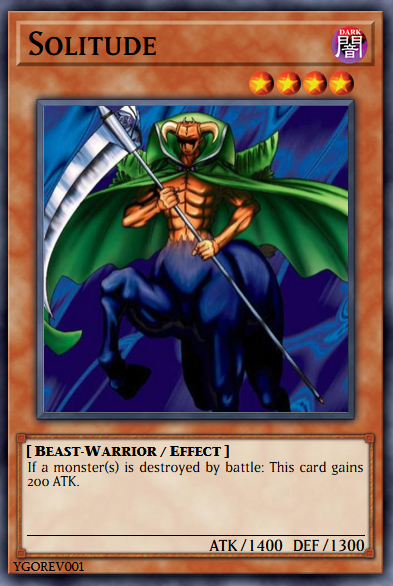 Solitude
DARK
闇
[ Beast-Warrior / Effect ]
If a monster(s) is destroyed by battle: This card gains
200 ATK.
ATK/1400 DEF/1300
YGOREV001